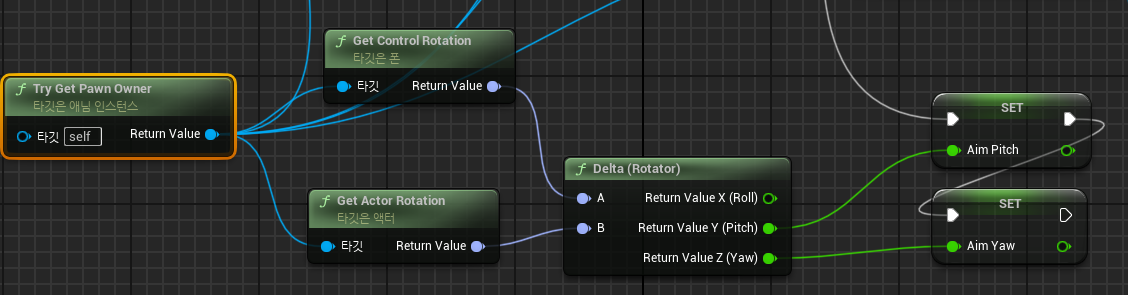 Try Get Pawn Owner
타깃은 애님 인스턴스
타깃 self
Return Value
Get Control Rotation
타깃은 폰
타깃
Return Value
Get Actor Rotation
타깃은 액터
타깃
Return Value
Delta (Rotator)
A
Return Value X (Roll)
B
Return Value Y (Pitch)
Return Value Z (Yaw)
SET
Aim Pitch
SET
Aim Yaw